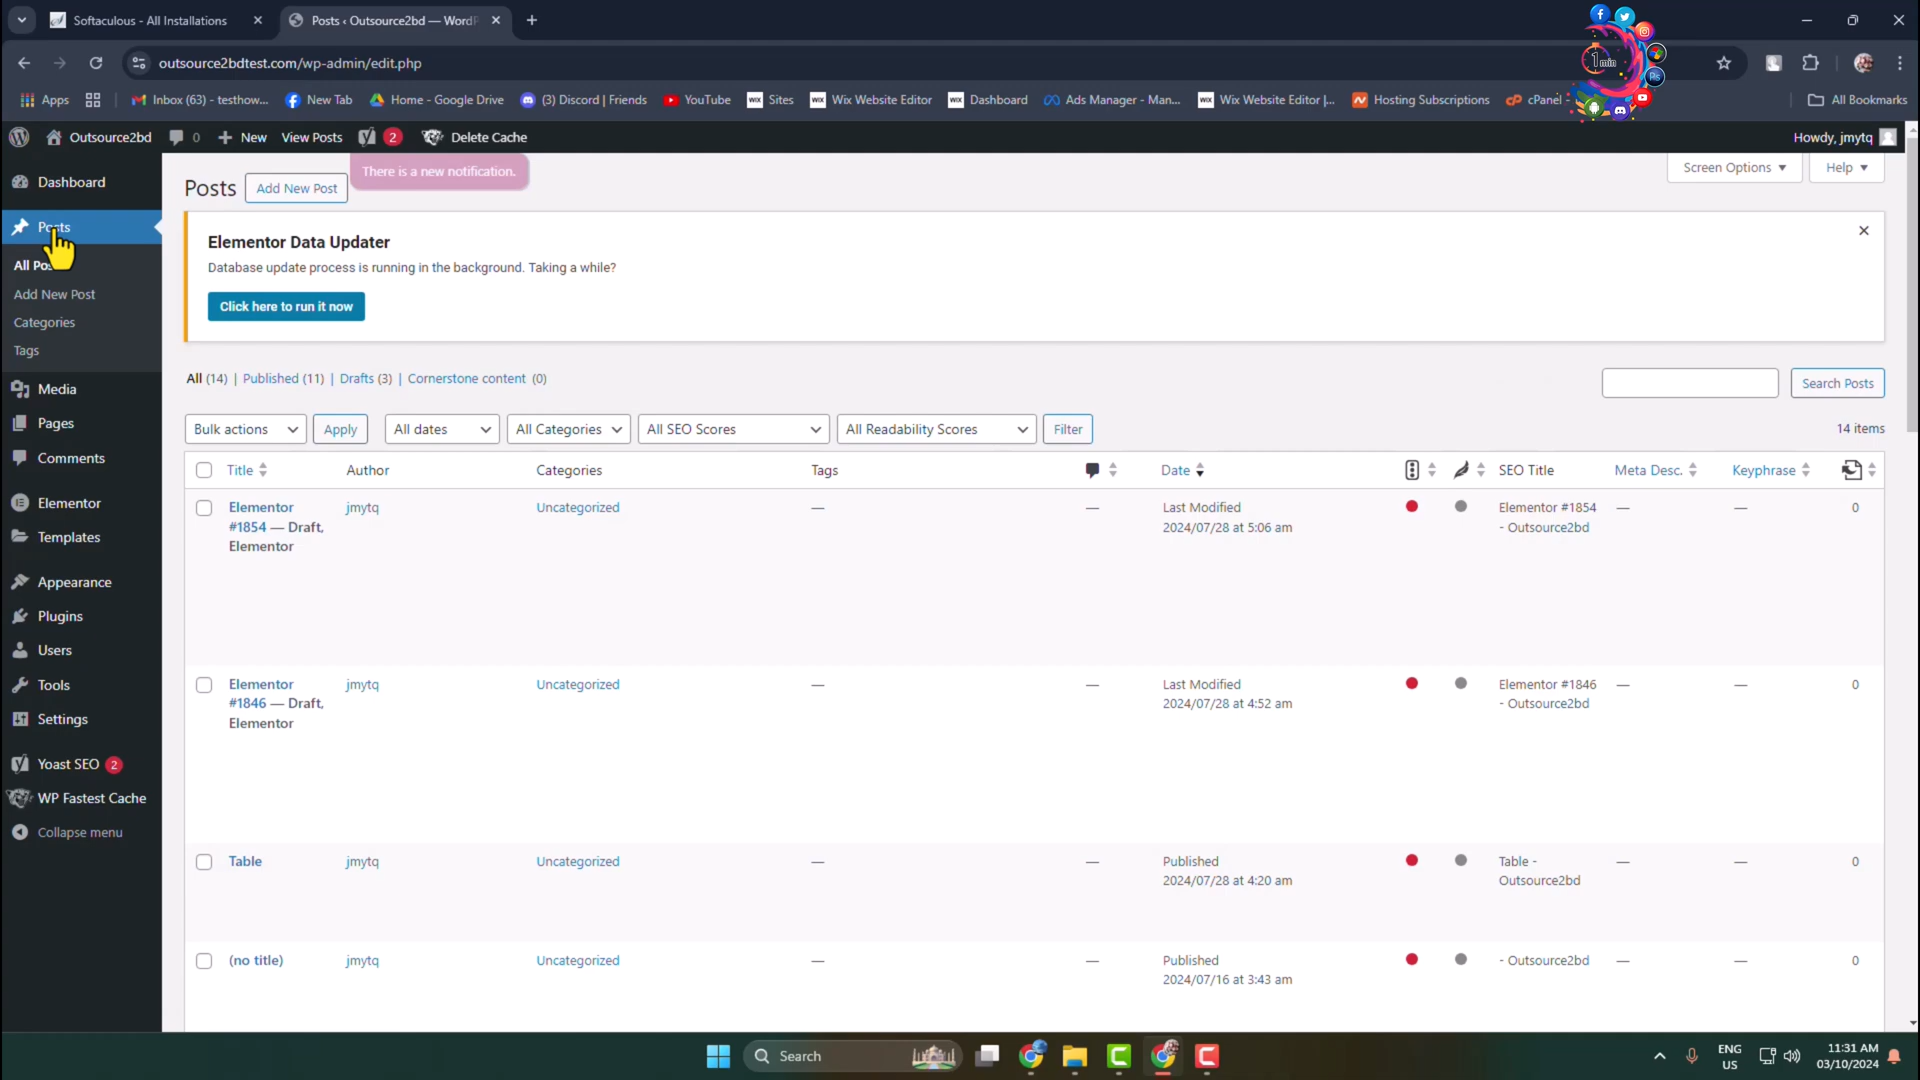 Softaculous - All Installations
Posts ‹ Outsource2bd — WordP
outsource2bdtest.com/wp-admin/edit.php
1min
Ps
Apps
Inbox (63) - testhow...
New Tab
Home - Google Drive
(3) Discord | Friends
YouTube
WIX Sites
WIX Wix Website Editor
WIX Dashboard
Ads Manager - Man...
WIX Wix Website Editor |...
Hosting Subscriptions
cP cPanel -
All Bookmarks
Outsource2bd
0
New
View Posts
2
Delete Cache
Howdy, jmytq
There is a new notification.
Screen Options
Help
Dashboard
Posts
All Po
Add New Post
Categories
Tags
Media
Pages
Comments
Elementor
Templates
Appearance
Plugins
Users
Tools
Settings
Yoast SEO 2
WP Fastest Cache
Collapse menu
Posts
Add New Post
Elementor Data Updater
Database update process is running in the background. Taking a while?
Click here to run it now
All (14) | Published (11) | Drafts (3) | Cornerstone content (0)
Search Posts
Bulk actions
Apply
All dates
All Categories
All SEO Scores
All Readability Scores
Filter
14 items
Title
Author
Categories
Tags
Date
SEO Title
Meta Desc.
Keyphrase
Elementor
#1854 — Draft,
Elementor
jmytq
Uncategorized
—
—
Last Modified
2024/07/28 at 5:06 am
Elementor #1854
- Outsource2bd
—
—
0
Elementor
#1846 — Draft,
Elementor
jmytq
Uncategorized
—
—
Last Modified
2024/07/28 at 4:52 am
Elementor #1846
- Outsource2bd
—
—
0
Table
jmytq
Uncategorized
—
—
Published
2024/07/28 at 4:20 am
Table -
Outsource2bd
—
—
0
(no title)
jmytq
Uncategorized
—
—
Published
2024/07/16 at 3:43 am
- Outsource2bd
—
—
0
Search
ENG
US
11:31 AM
03/10/2024